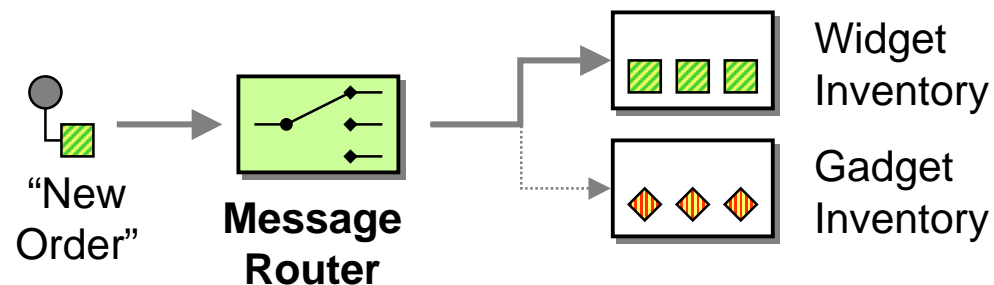 “New
Order”
Message
Router
Widget
Inventory
Gadget
Inventory